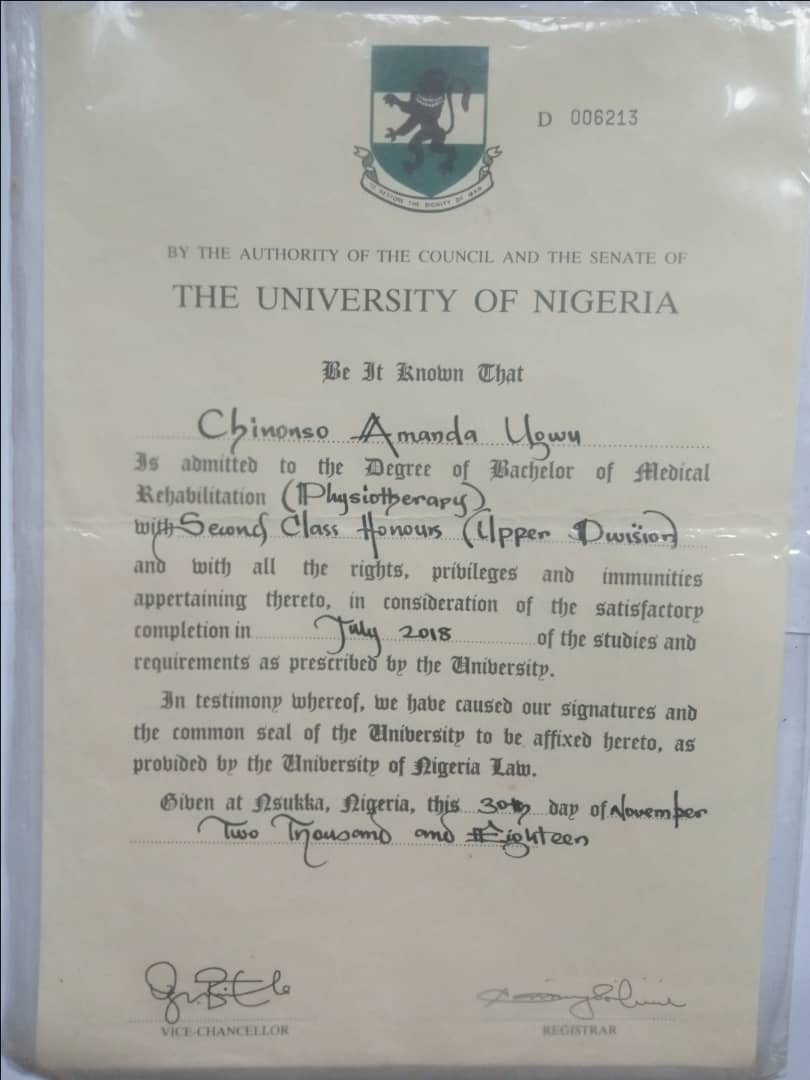 D 006213
TO RESTORE THE DIGNITY OF MAN
BY THE AUTHORITY OF THE COUNCIL AND THE SENATE OF
THE UNIVERSITY OF NIGERIA
Be It Known That
Chinonso Amanda Ugwu
Is admitted to the Degree of Bachelor of Medical
Rehabilitation (Physiotherapy)
with Second Class Honours (Upper Division)
and with all the rights, privileges and immunities
appertaining thereto, in consideration of the satisfactory
completion in July 2018 of the studies and
requirements as prescribed by the University.
In testimony whereof, we have caused our signatures and
the common seal of the University to be affixed hereto, as
provided by the University of Nigeria Law.
Given at Nsukka, Nigeria, this 30th day of November
Two Thousand and Eighteen
VICE-CHANCELLOR
REGISTRAR